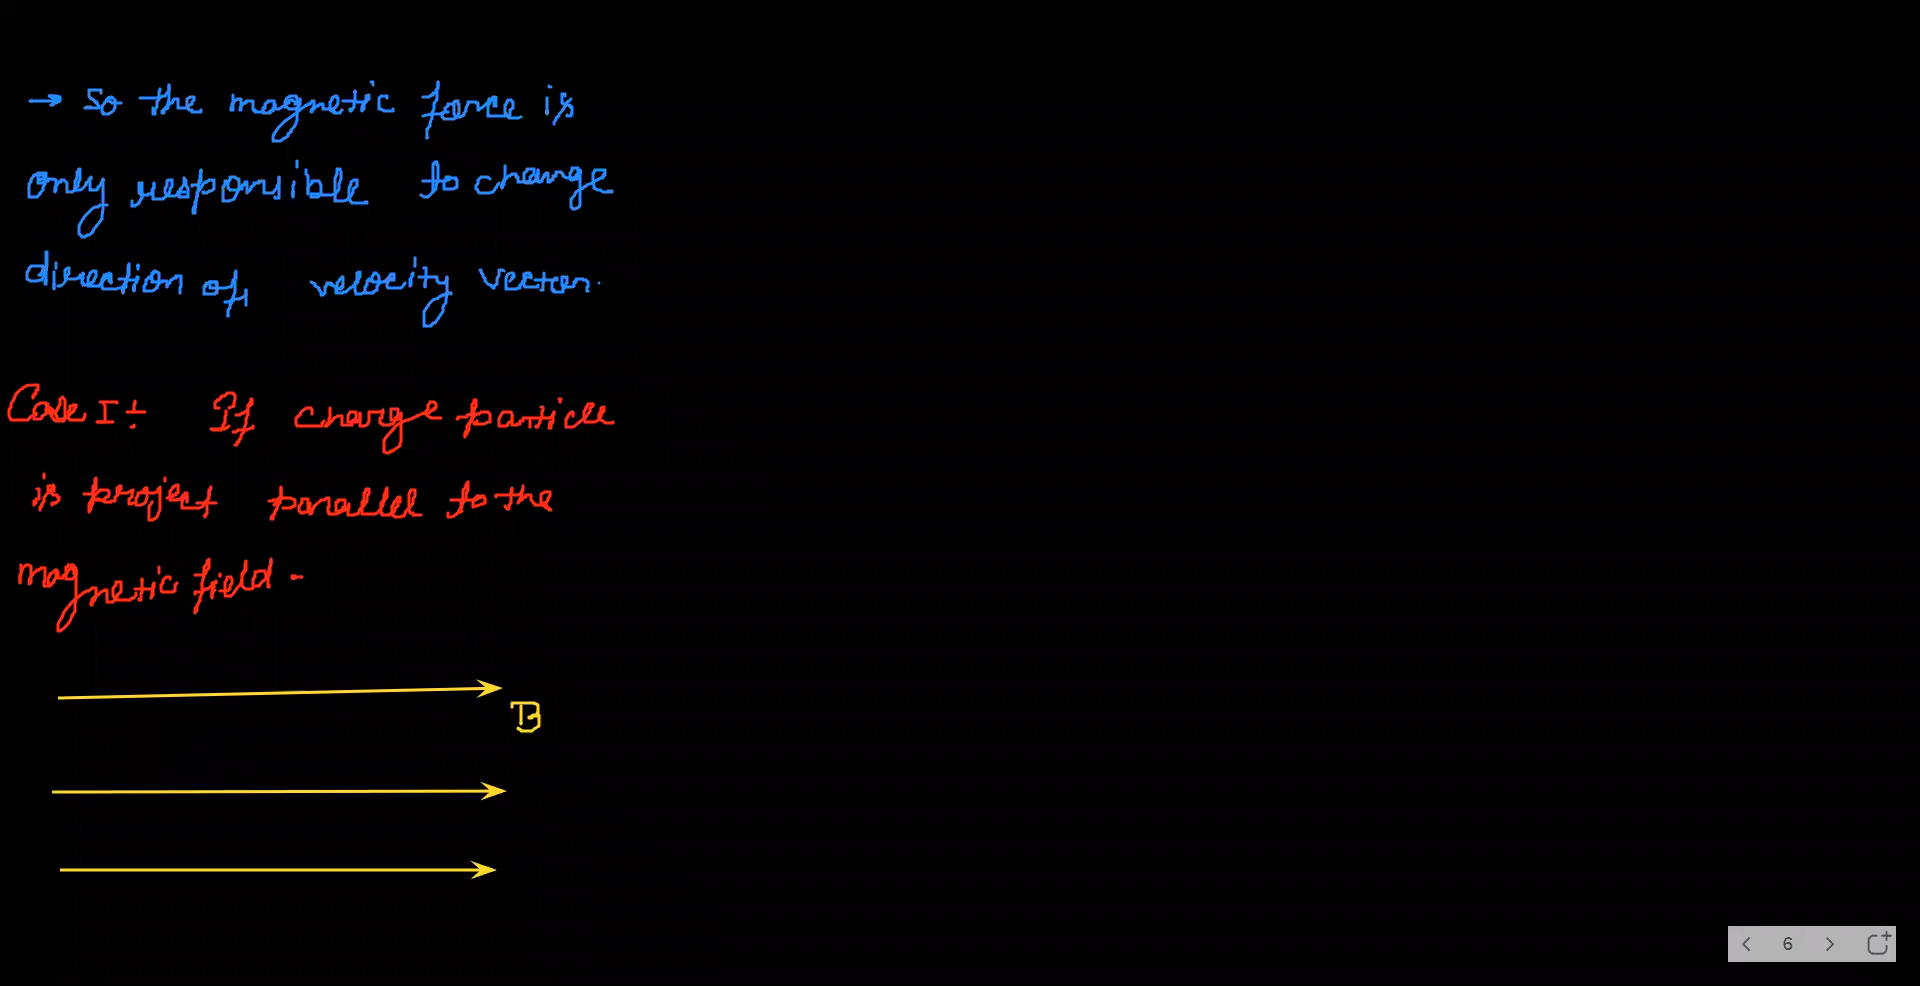 → So the magnetic force is
only responsible to change
direction of velocity vector.
Case I :- If charge particle
is project parallel to the
magnetic field -
B
6